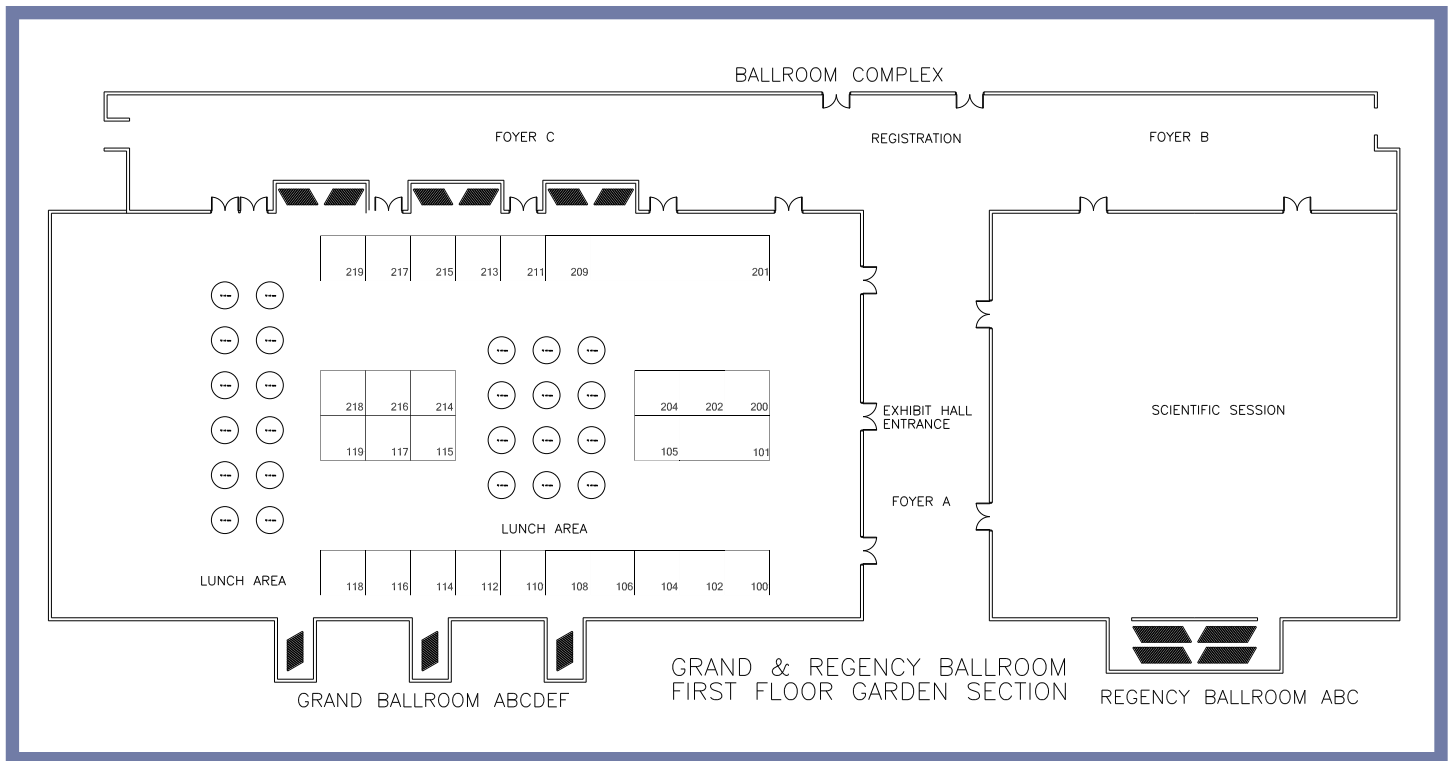 BALLROOM COMPLEX
FOYER C
REGISTRATION
FOYER B
219 217 215 213 211 209 201
218 216 214
204 202 200
119 117 115
105 101
EXHIBIT HALL
ENTRANCE
SCIENTIFIC SESSION
FOYER A
LUNCH AREA
LUNCH AREA
118 116 114 112 110 108 106 104 102 100
GRAND & REGENCY BALLROOM
FIRST FLOOR GARDEN SECTION
GRAND BALLROOM ABCDEF
REGENCY BALLROOM ABC